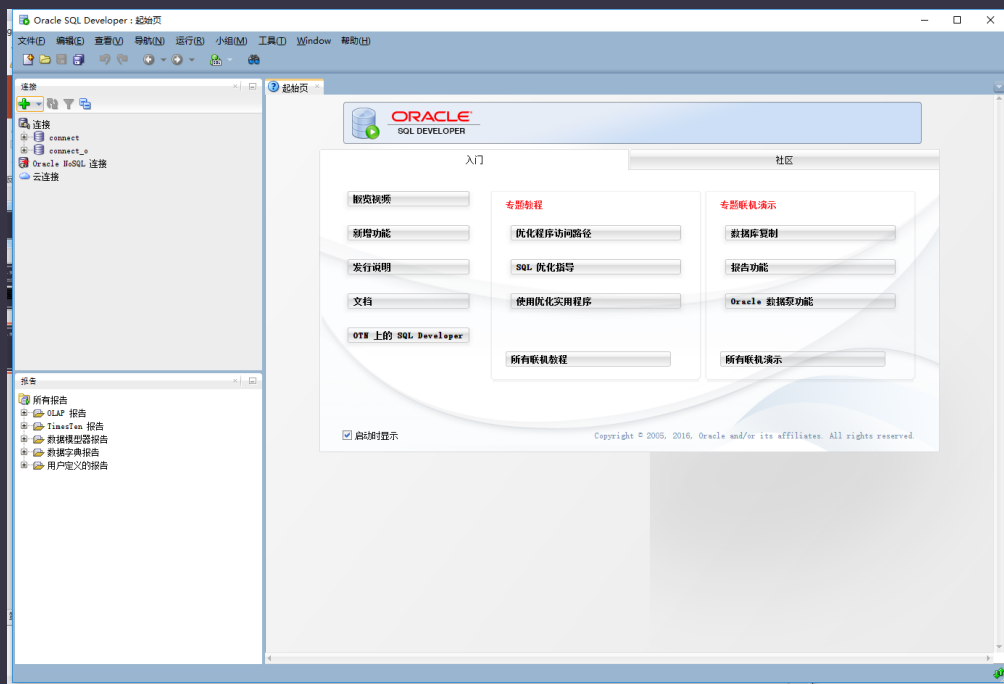 Oracle SQL Developer : 起始页
文件(F) 编辑(E) 查看(V) 导航(N) 运行(R) 小组(M) 工具(T) Window 帮助(H)
连接
连接
connect
connect_o
Oracle NoSQL 连接
云连接
报告
所有报告
OLAP 报告
TimesTen 报告
数据模型器报告
数据字典报告
用户定义的报告
起始页
ORACLE
SQL DEVELOPER
入门
社区
概览视频
新增功能
发行说明
文档
OTN 上的 SQL Developer
专题教程
优化程序访问路径
SQL 优化指导
使用优化实用程序
所有联机教程
专题联机演示
数据库复制
报告功能
Oracle 数据泵功能
所有联机演示
启动时显示
Copyright © 2005, 2016, Oracle and/or its affiliates. All rights reserved.